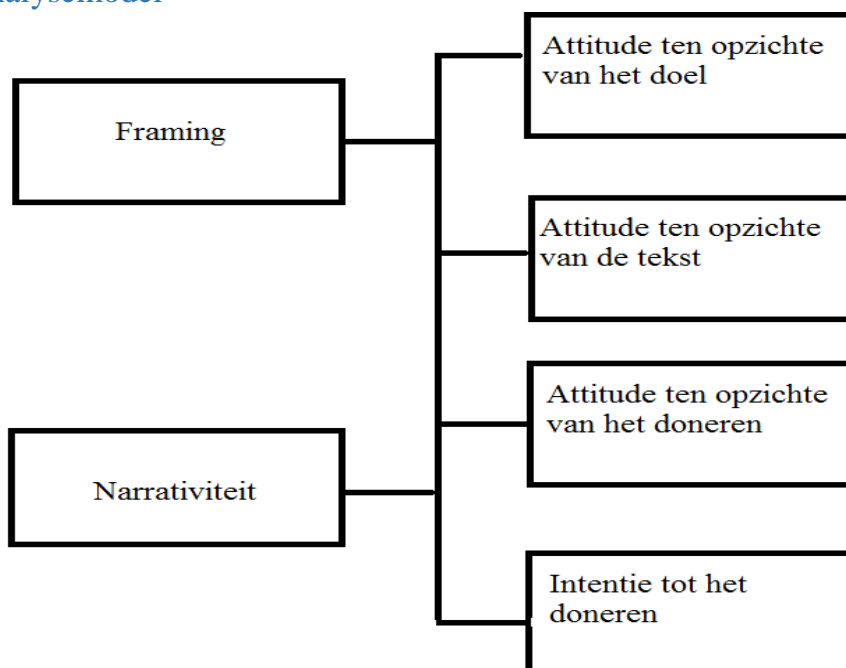 Attitude ten opzichte
van het doel
Framing
Attitude ten opzichte
van de tekst
Attitude ten opzichte
van het doneren
Narrativiteit
Intentie tot het
doneren